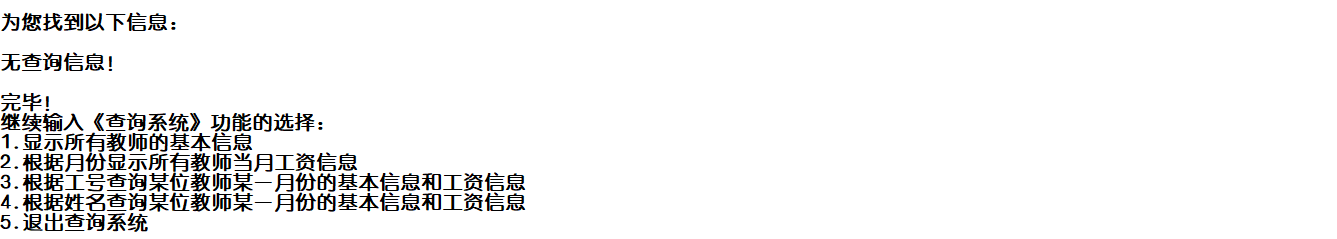 为您找到以下信息：
无查询信息！
完毕！
继续输入《查询系统》功能的选择：
1.显示所有教师的基本信息
2.根据月份显示所有教师当月工资信息
3.根据工号查询某位教师某一月份的基本信息和工资信息
4.根据姓名查询某位教师某一月份的基本信息和工资信息
5.退出查询系统